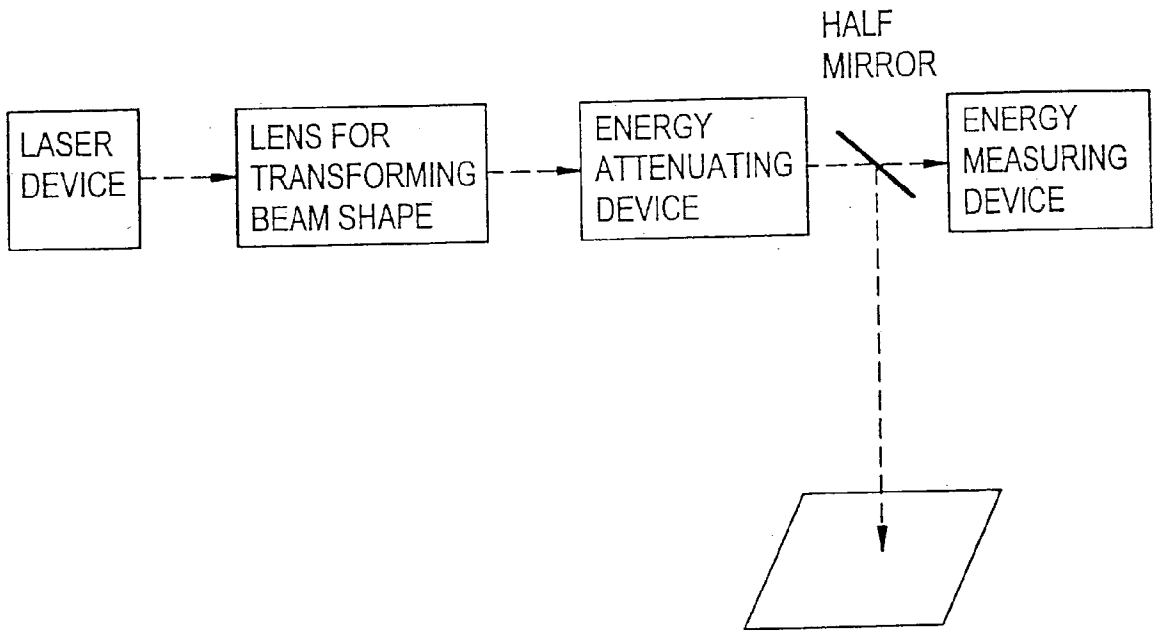 HALF
MIRROR
LASER
DEVICE
LENS FOR
TRANSFORMING
BEAM SHAPE
ENERGY
ATTENUATING
DEVICE
ENERGY
MEASURING
DEVICE